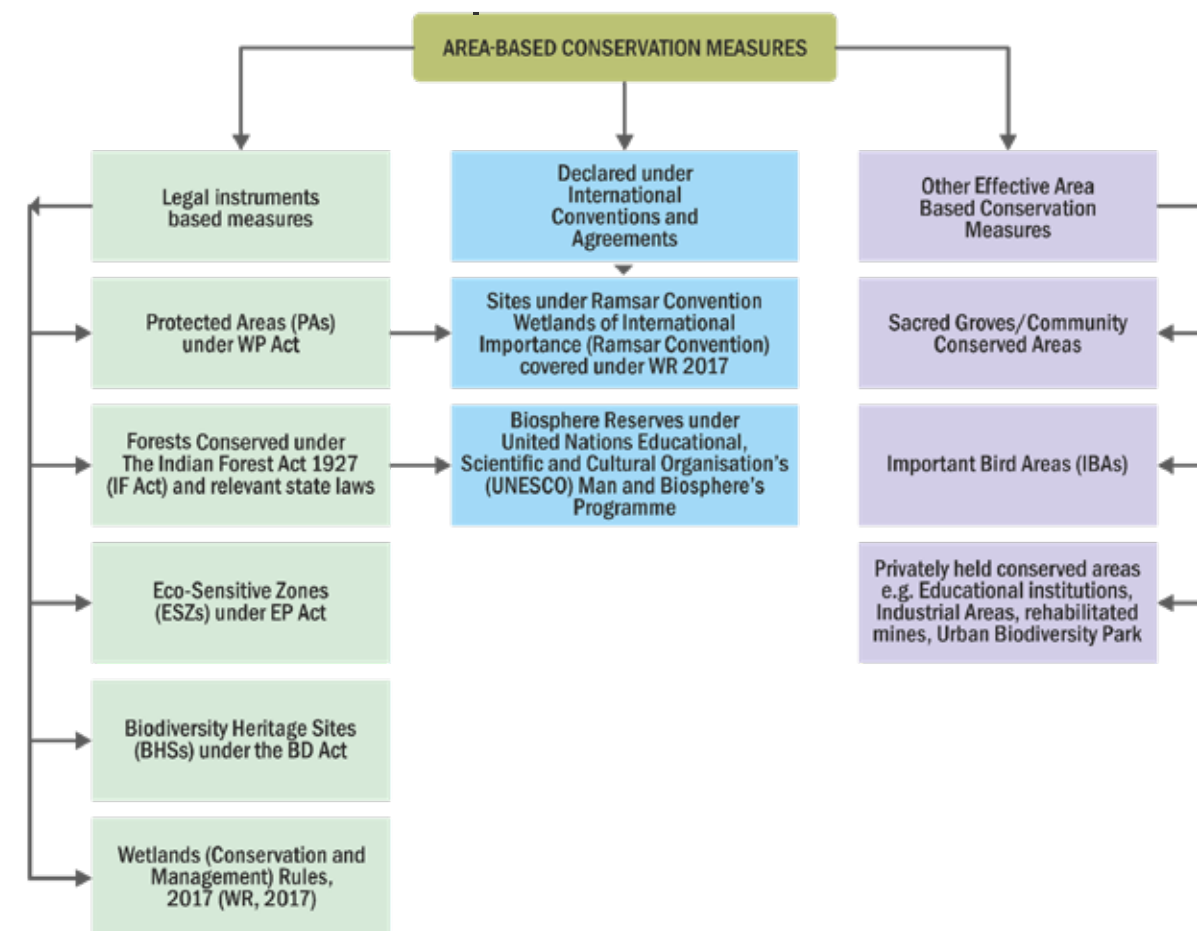 AREA-BASED CONSERVATION MEASURES
Legal instruments
based measures
Protected Areas (PAs)
under WP Act
Forests Conserved under
The Indian Forest Act 1927
(IF Act) and relevant state laws
Eco-Sensitive Zones
(ESZs) under EP Act
Biodiversity Heritage Sites
(BHSs) under the BD Act
Wetlands (Conservation and
Management) Rules,
2017 (WR, 2017)
Declared under
International
Conventions and
Agreements
Sites under Ramsar Convention
Wetlands of International
Importance (Ramsar Convention)
covered under WR 2017
Biosphere Reserves under
United Nations Educational,
Scientific and Cultural Organisation's
(UNESCO) Man and Biosphere's
Programme
Other Effective Area
Based Conservation
Measures
Sacred Groves/Community
Conserved Areas
Important Bird Areas (IBAs)
Privately held conserved areas
e.g. Educational institutions,
Industrial Areas, rehabilitated
mines, Urban Biodiversity Park